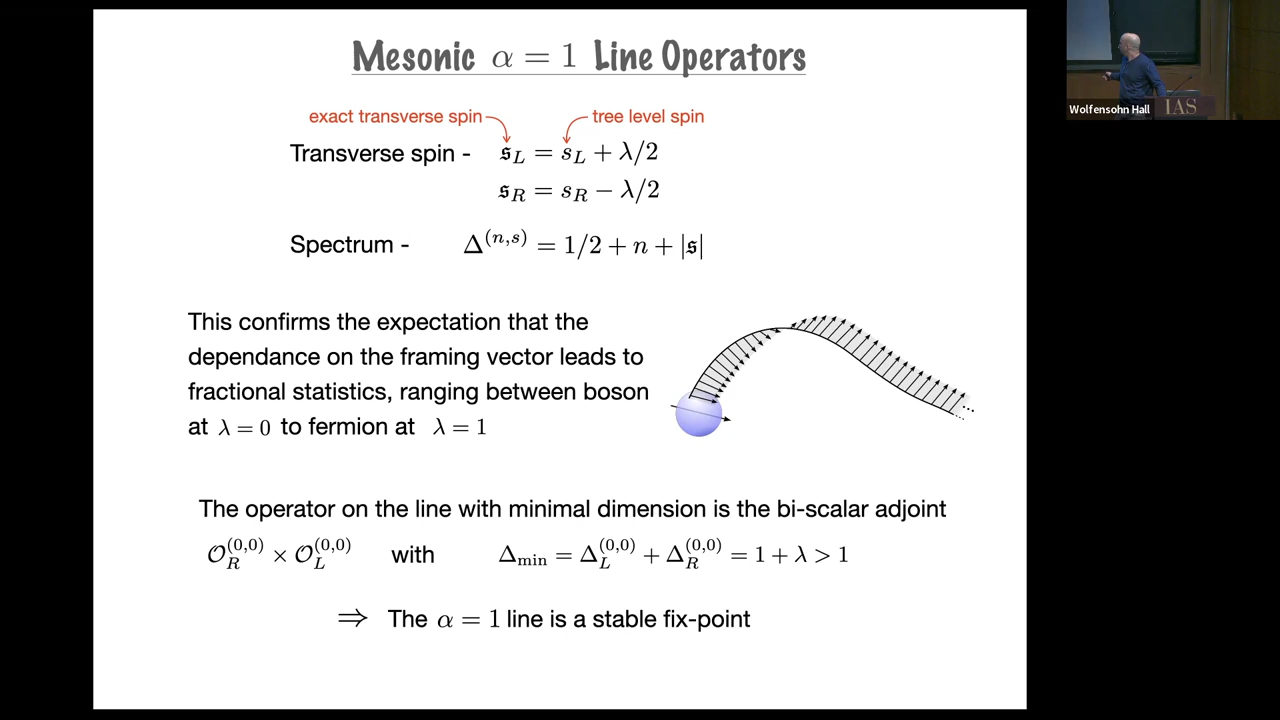 Mesonic α = 1 Line Operators
exact transverse spin
tree level spin
Transverse spin - 𝔰_L = s_L + λ/2
𝔰_R = s_R − λ/2
Spectrum - Δ^(n,s) = 1/2 + n + |𝔰|
This confirms the expectation that the
dependance on the framing vector leads to
fractional statistics, ranging between boson
at λ = 0 to fermion at λ = 1
The operator on the line with minimal dimension is the bi-scalar adjoint
𝒪_R^(0,0) × 𝒪_L^(0,0) with Δ_min = Δ_L^(0,0) + Δ_R^(0,0) = 1 + λ > 1
⇒ The α = 1 line is a stable fix-point
Wolfensohn Hall
IAS